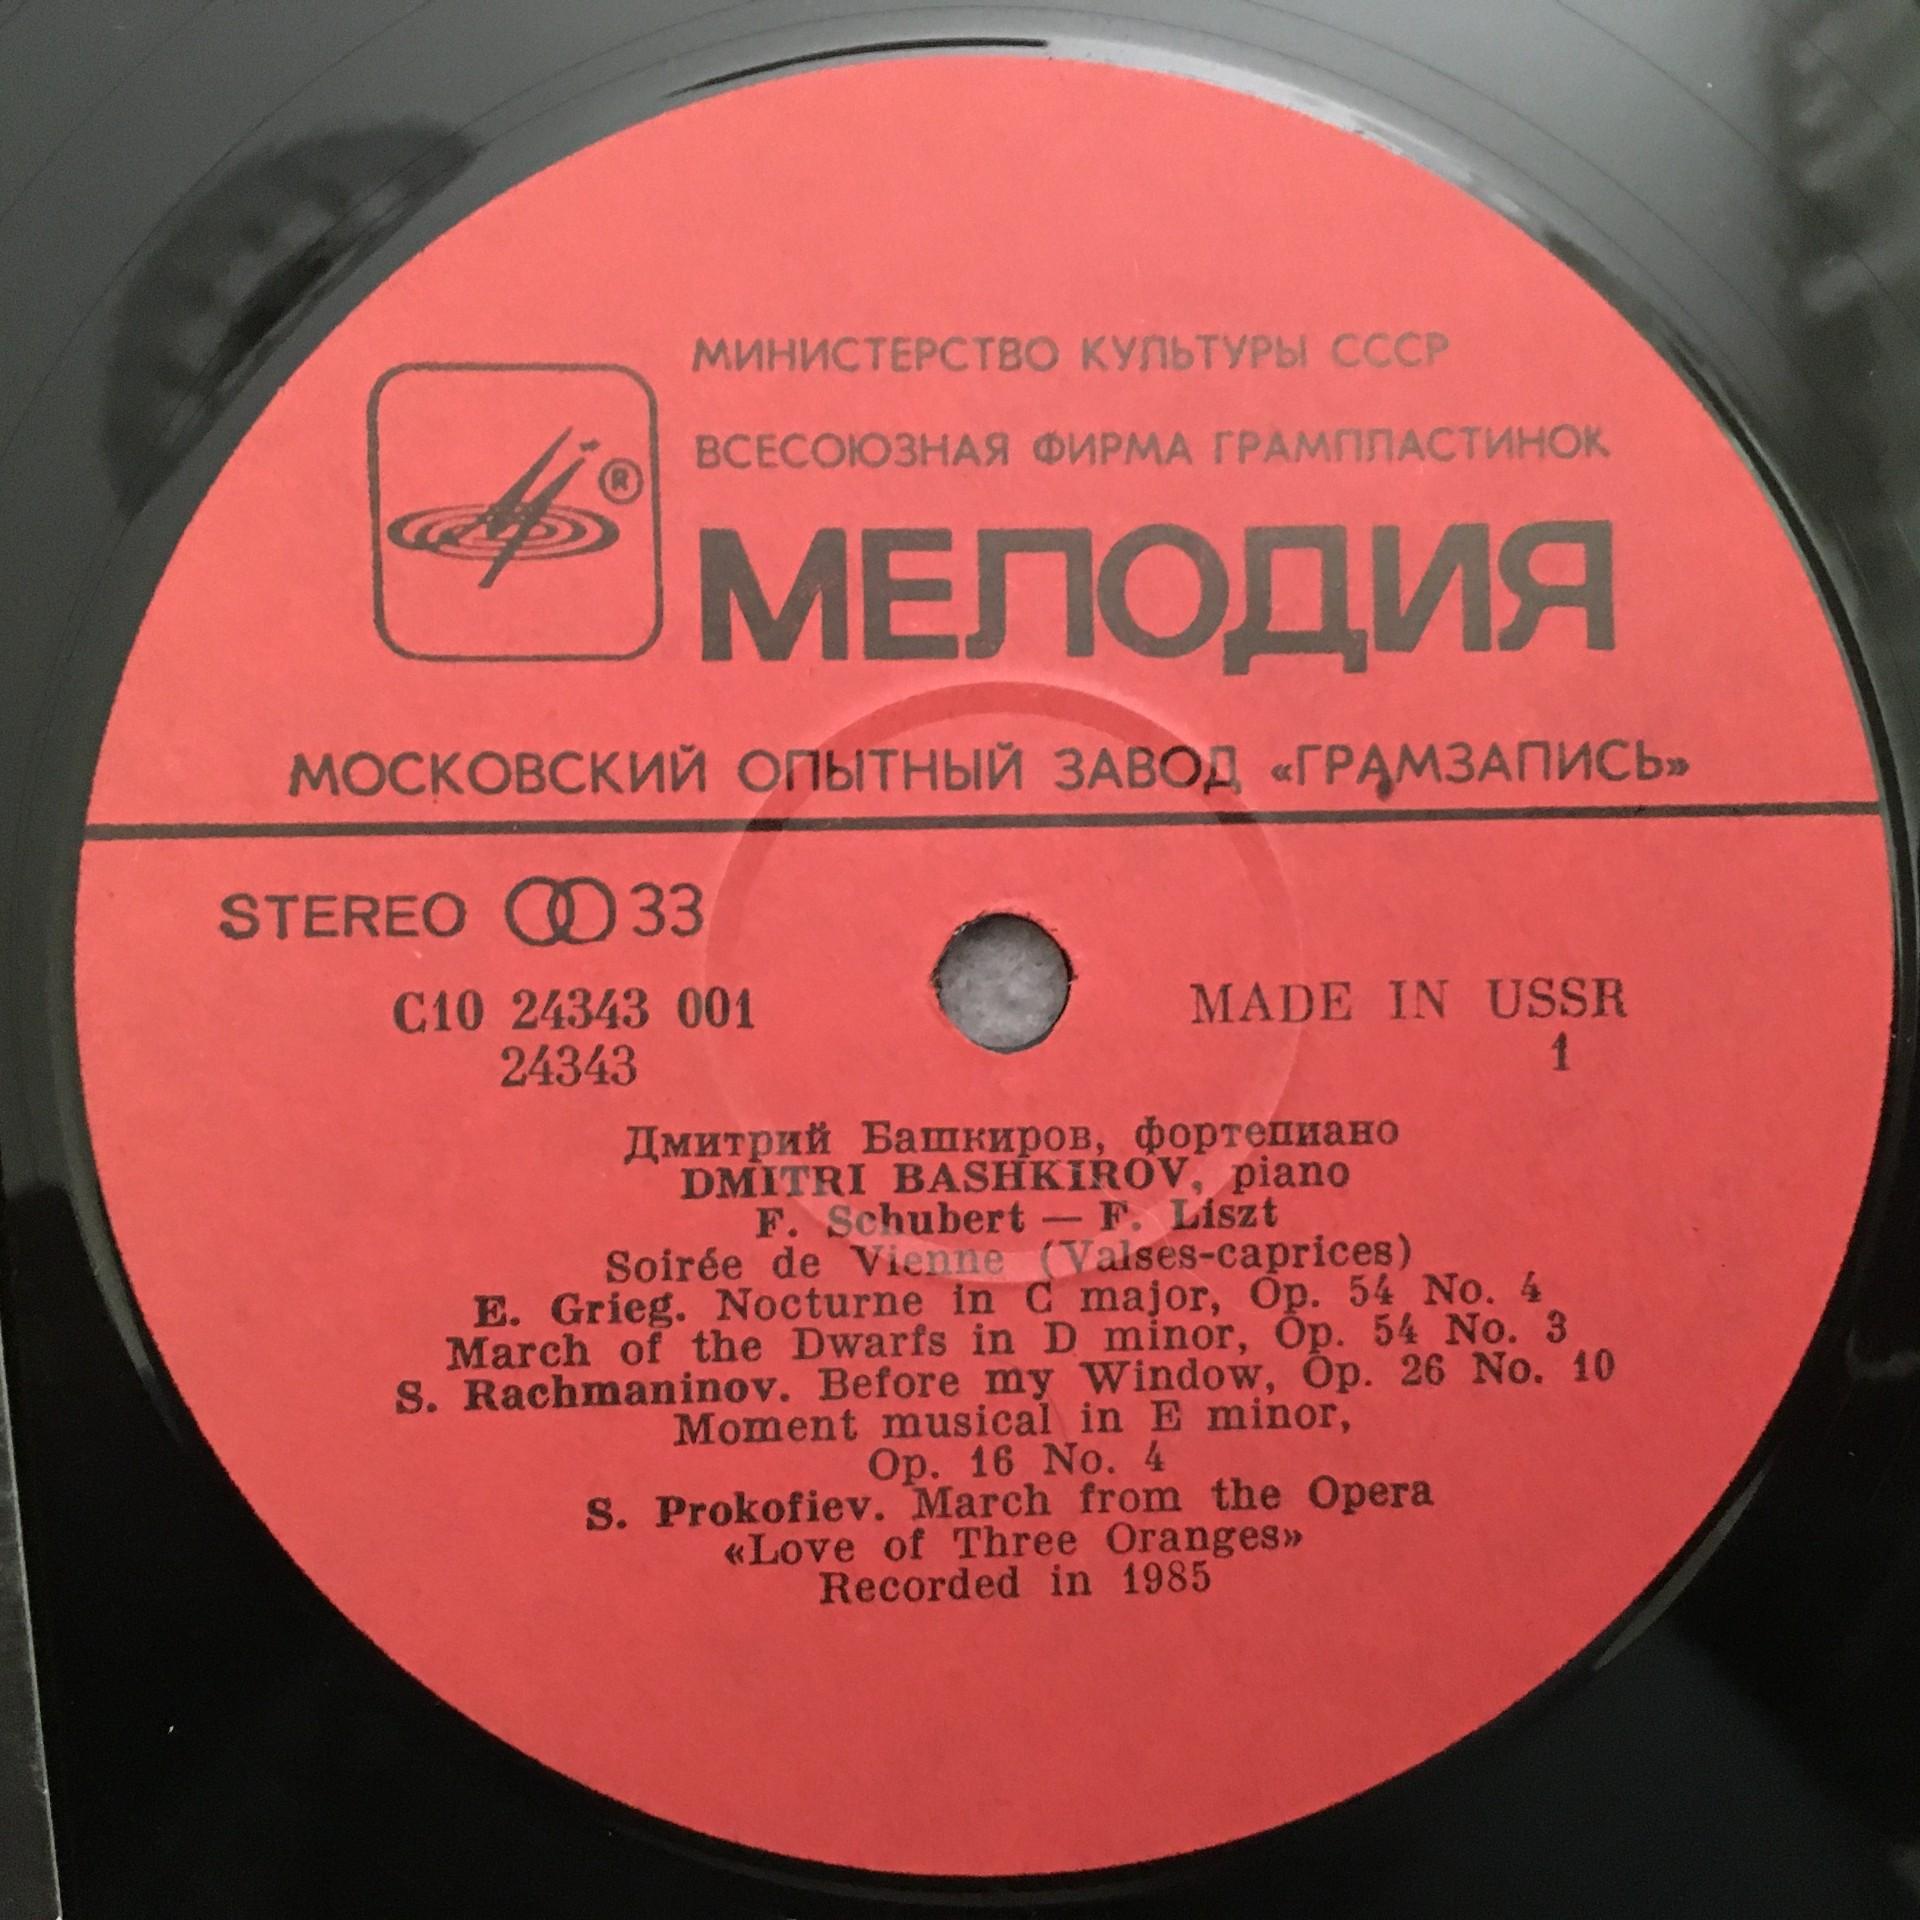 МИНИСТЕРСТВО КУЛЬТУРЫ СССР
ВСЕСОЮЗНАЯ ФИРМА ГРАМПЛАСТИНОК
®
МЕЛОДИЯ
МОСКОВСКИЙ ОПЫТНЫЙ ЗАВОД «ГРАМЗАПИСЬ»
STEREO 33
С10 24343 001
24343
MADE IN USSR
1
Дмитрий Башкиров, фортепиано
DMITRI BASHKIROV, piano
F. Schubert — F. Liszt
Soirée de Vienne (Valses-caprices)
E. Grieg. Nocturne in C major, Op. 54 No. 4
March of the Dwarfs in D minor, Op. 54 No. 3
S. Rachmaninov. Before my Window, Op. 26 No. 10
Moment musical in E minor,
Op. 16 No. 4
S. Prokofiev. March from the Opera
«Love of Three Oranges»
Recorded in 1985